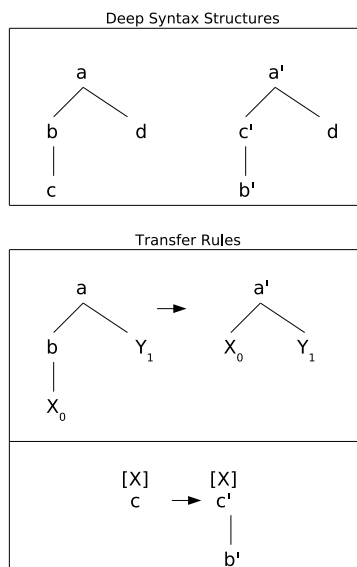 Deep Syntax Structures
a a'
b d c' d
c b'
Transfer Rules
a → a'
b Y₁ X₀ Y₁
X₀
[X] [X]
c → c'
b'